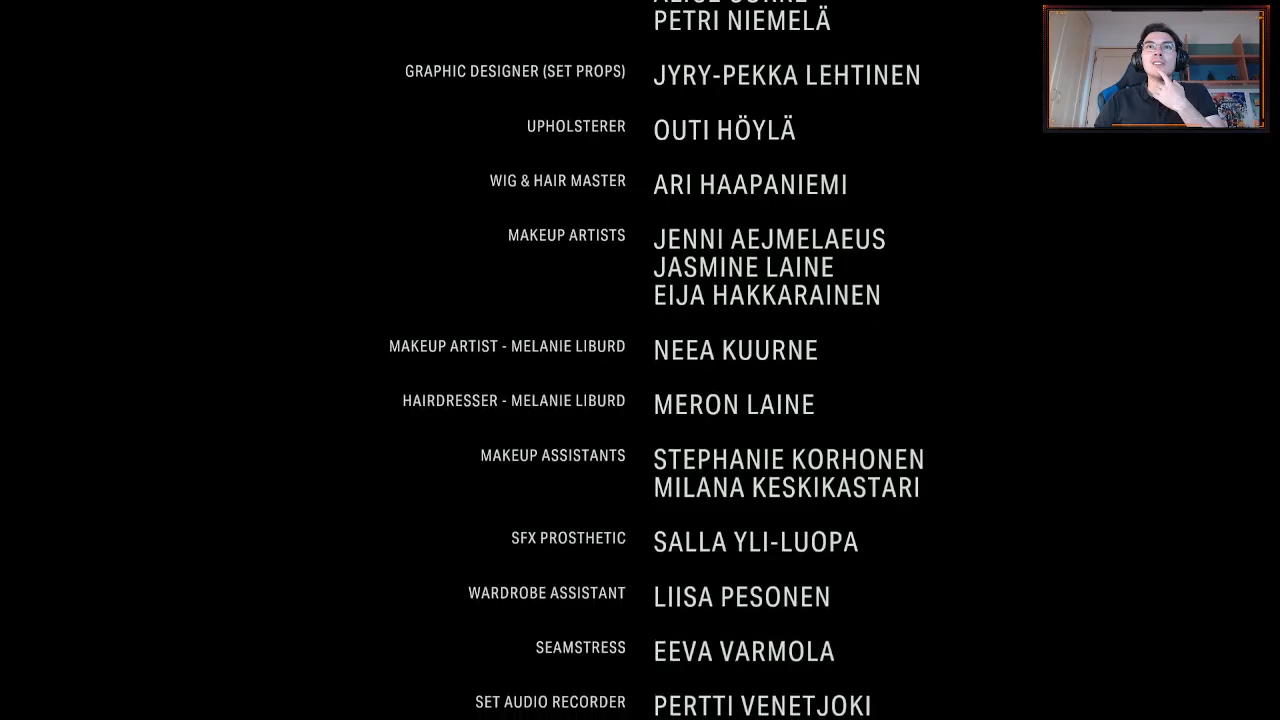 PETRI NIEMELÄ
GRAPHIC DESIGNER (SET PROPS) JYRY-PEKKA LEHTINEN
UPHOLSTERER OUTI HÖYLÄ
WIG & HAIR MASTER ARI HAAPANIEMI
MAKEUP ARTISTS JENNI AEJMELAEUS
JASMINE LAINE
EIJA HAKKARAINEN
MAKEUP ARTIST - MELANIE LIBURD NEEA KUURNE
HAIRDRESSER - MELANIE LIBURD MERON LAINE
MAKEUP ASSISTANTS STEPHANIE KORHONEN
MILANA KESKIKASTARI
SFX PROSTHETIC SALLA YLI-LUOPA
WARDROBE ASSISTANT LIISA PESONEN
SEAMSTRESS EEVA VARMOLA
SET AUDIO RECORDER PERTTI VENETJOKI